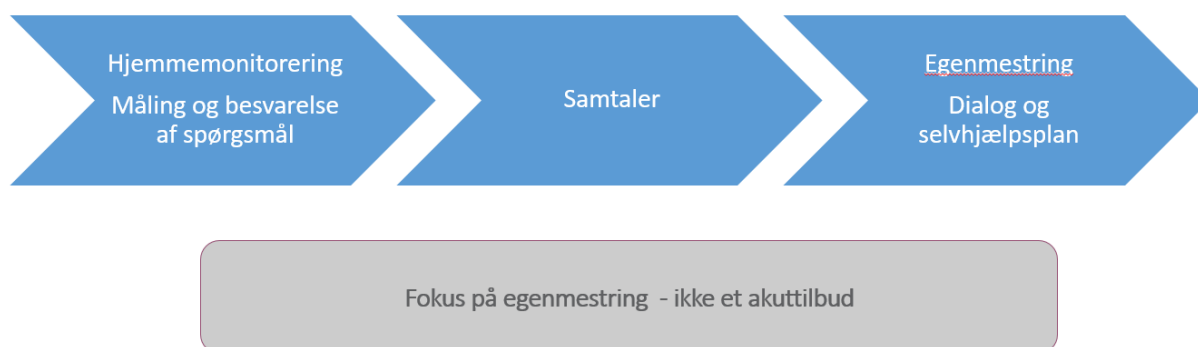 Hjemmemonitorering
Måling og besvarelse
af spørgsmål
Samtaler
Egenmestring
Dialog og
selvhjælpsplan
Fokus på egenmestring - ikke et akuttilbud